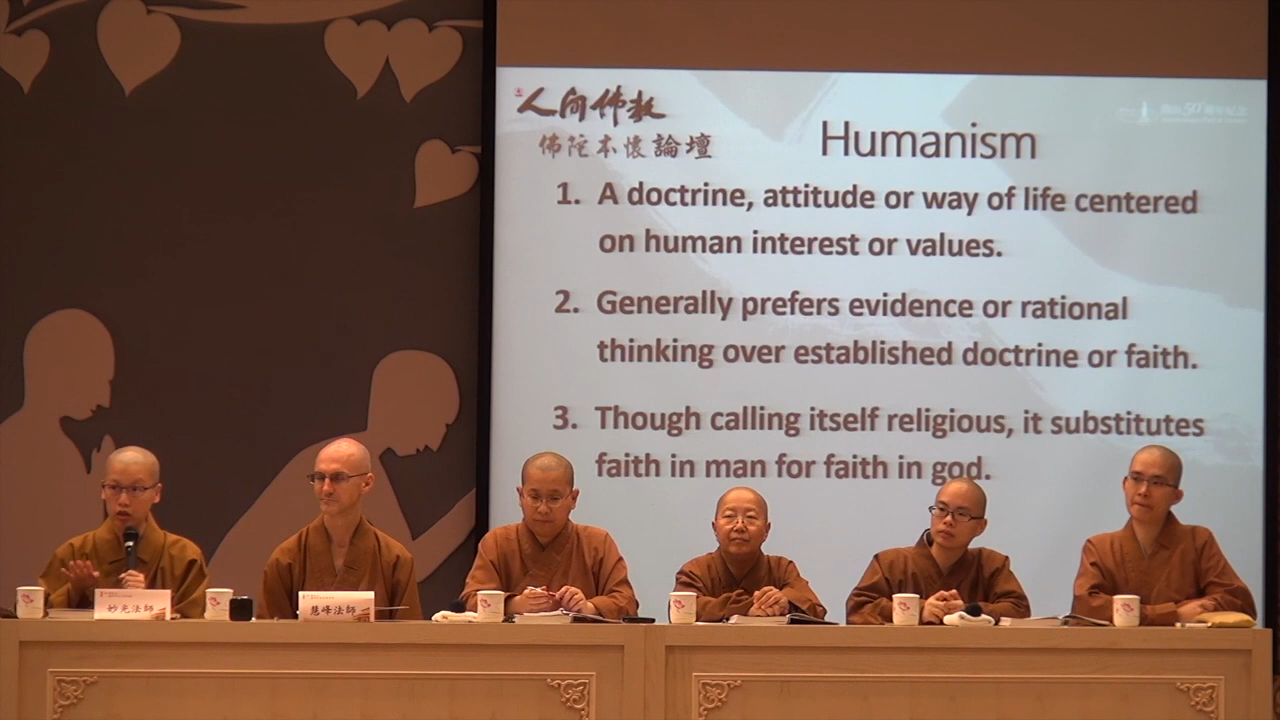 人間佛教
佛陀本懷論壇
Humanism
1. A doctrine, attitude or way of life centered
on human interest or values.
2. Generally prefers evidence or rational
thinking over established doctrine or faith.
3. Though calling itself religious, it substitutes
faith in man for faith in god.
妙光法師
慧峰法師